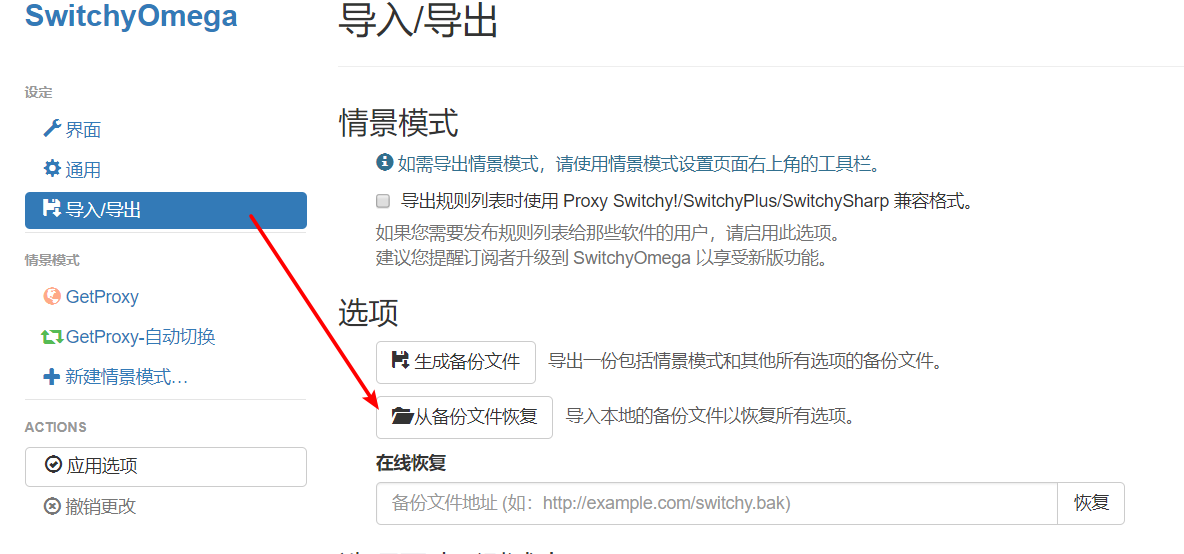 SwitchyOmega
导入/导出
设定
界面
通用
导入/导出
情景模式
GetProxy
GetProxy-自动切换
新建情景模式…
ACTIONS
应用选项
撤销更改
情景模式
如需导出情景模式，请使用情景模式设置页面右上角的工具栏。
导出规则列表时使用 Proxy Switchy!/SwitchyPlus/SwitchySharp 兼容格式。
如果您需要发布规则列表给那些软件的用户，请启用此选项。
建议您提醒订阅者升级到 SwitchyOmega 以享受新版功能。
选项
生成备份文件 导出一份包括情景模式和其他所有选项的备份文件。
从备份文件恢复 导入本地的备份文件以恢复所有选项。
在线恢复
备份文件地址 (如：http://example.com/switchy.bak) 恢复